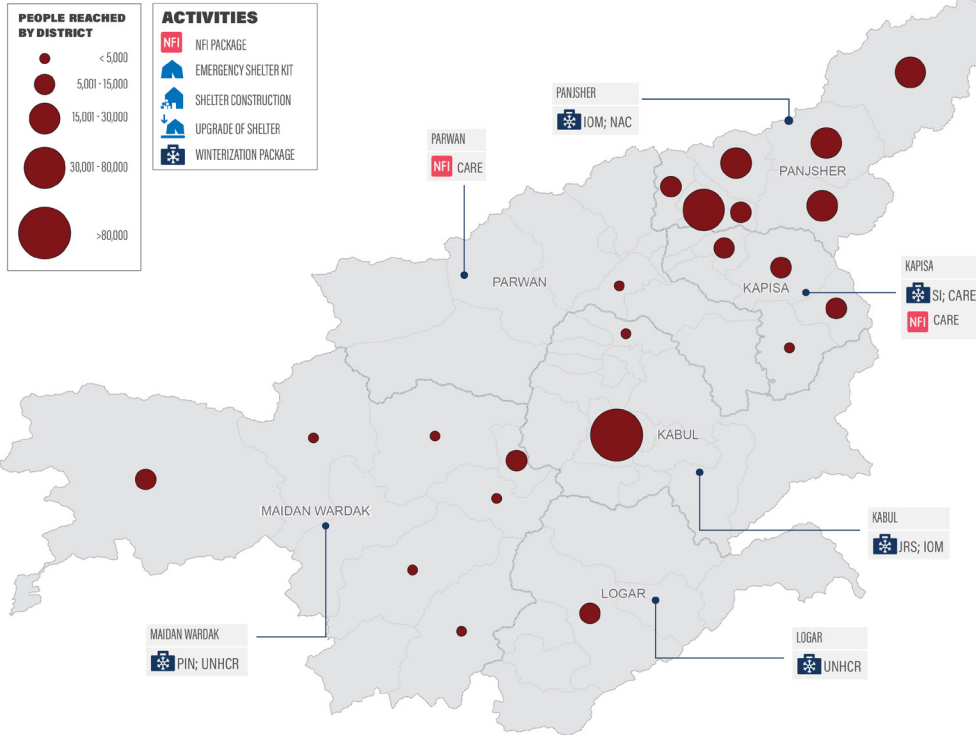 PEOPLE REACHED
BY DISTRICT
< 5,000
5,001 - 15,000
15,001 - 30,000
30,001 - 80,000
>80,000
ACTIVITIES
NFI NFI PACKAGE
EMERGENCY SHELTER KIT
SHELTER CONSTRUCTION
UPGRADE OF SHELTER
WINTERIZATION PACKAGE
PANJSHER
IOM; NAC
PARWAN
NFI CARE
PANJSHER
PARWAN
KAPISA
KAPISA
SI; CARE
NFI CARE
KABUL
MAIDAN WARDAK
KABUL
JRS; IOM
LOGAR
MAIDAN WARDAK
PIN; UNHCR
LOGAR
UNHCR